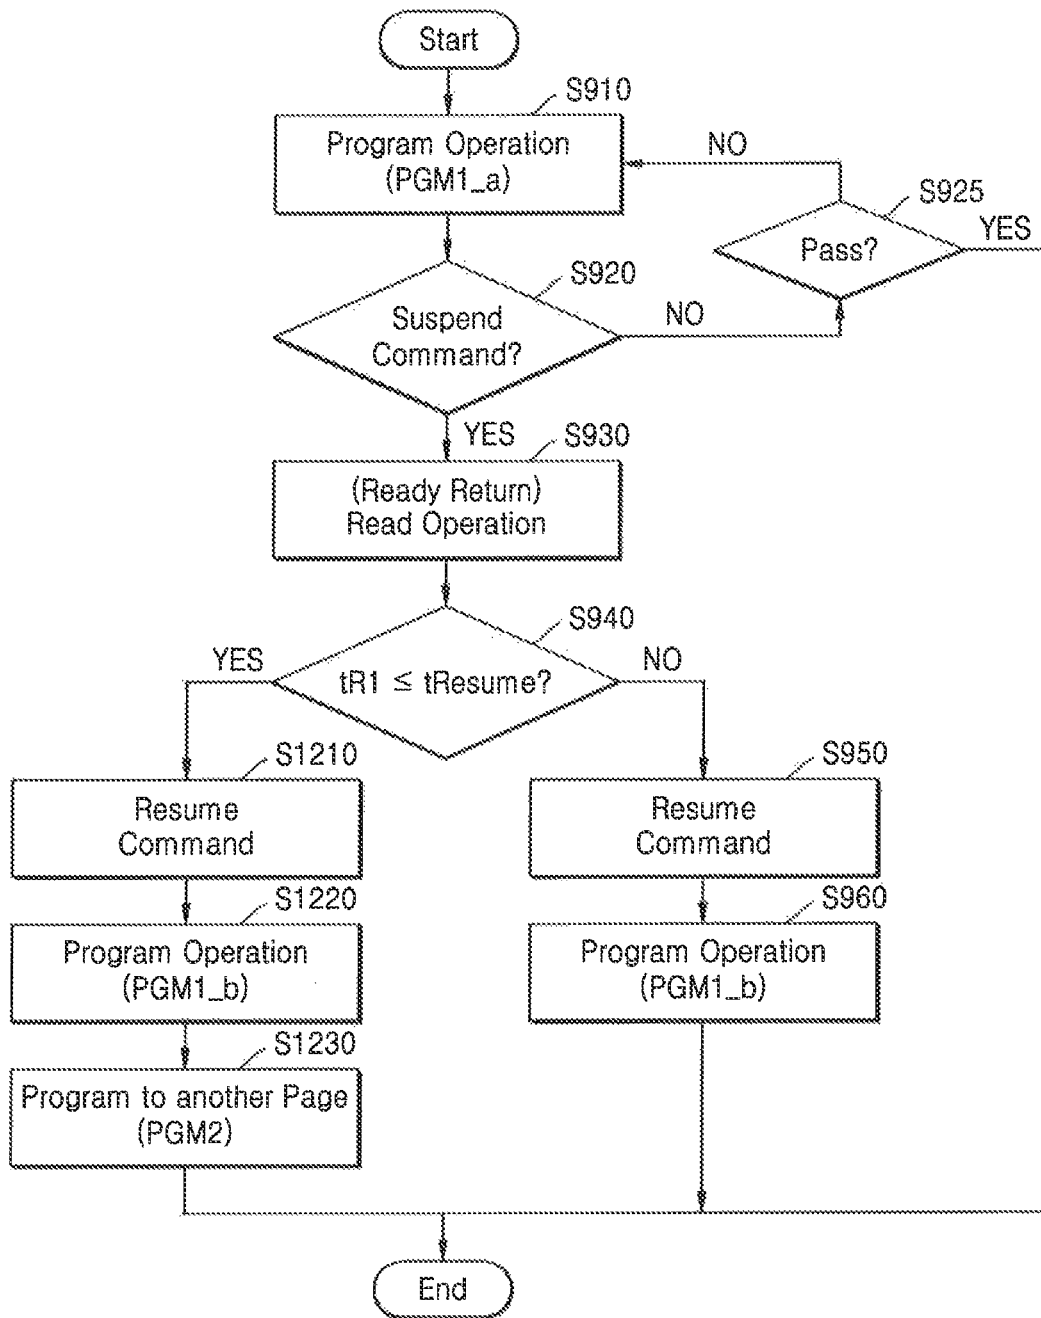 Start
S910
Program Operation
(PGM1_a)
NO
S925
Pass?
YES
S920
Suspend
Command?
NO
YES
S930
(Ready Return)
Read Operation
S940
YES
tR1 ≤ tResume?
NO
S1210
Resume
Command
S950
Resume
Command
S1220
Program Operation
(PGM1_b)
S960
Program Operation
(PGM1_b)
S1230
Program to another Page
(PGM2)
End